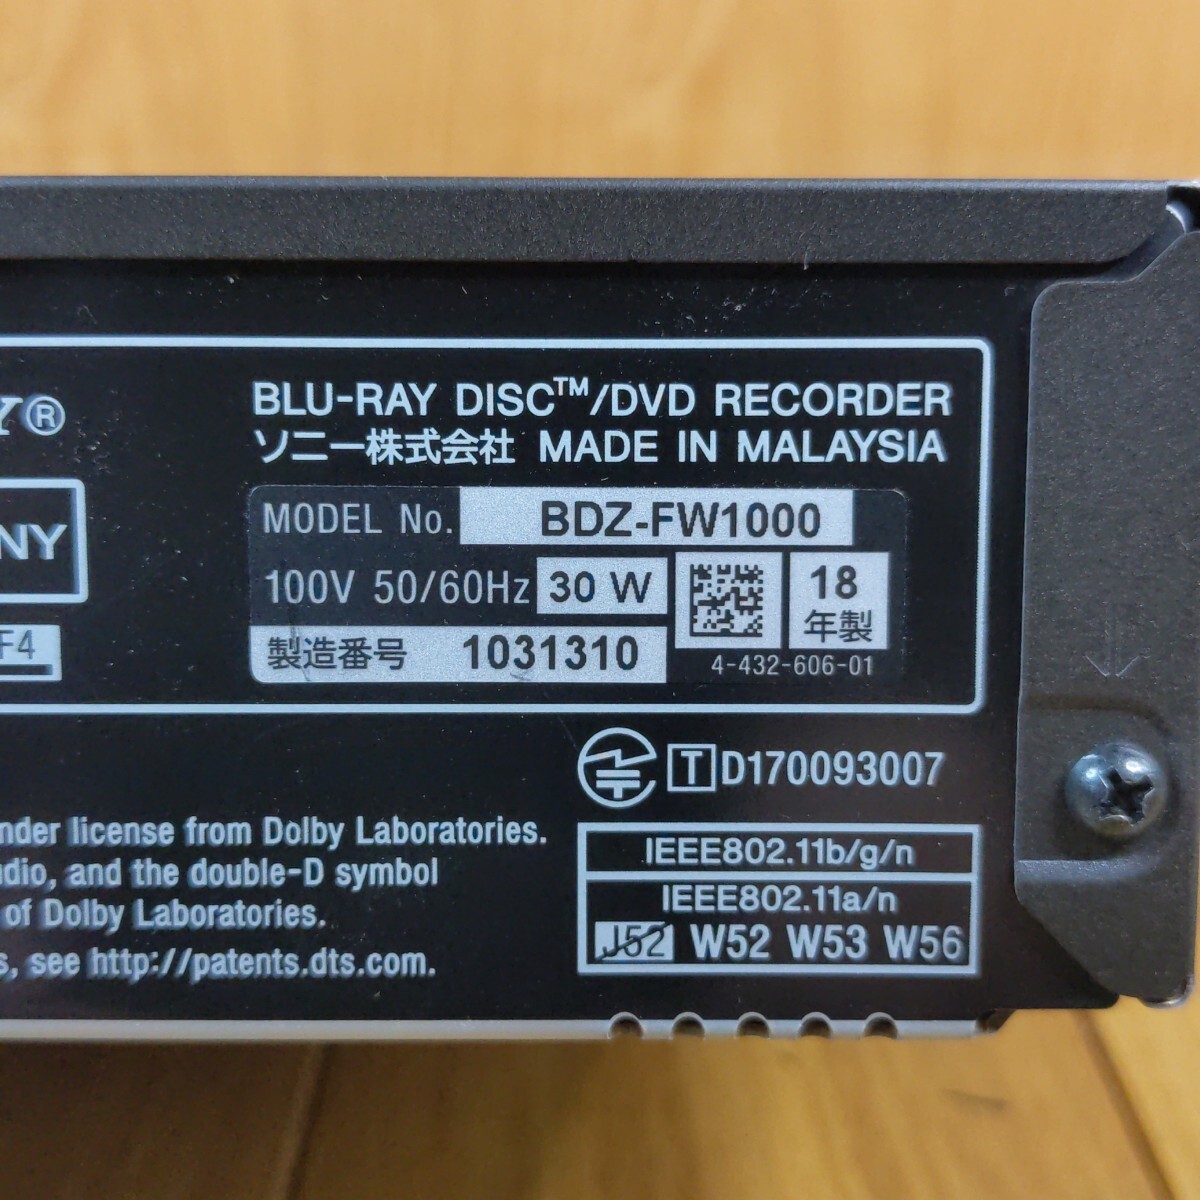 Y®
BLU-RAY DISC™/DVD RECORDER
ソニー株式会社 MADE IN MALAYSIA
NY
F4
MODEL No. BDZ-FW1000
100V 50/60Hz 30 W
18
年製
製造番号 1031310
4-432-606-01
T D170093007
nder license from Dolby Laboratories.
udio, and the double-D symbol
of Dolby Laboratories.
s, see http://patents.dts.com.
IEEE802.11b/g/n
IEEE802.11a/n
J52 W52 W53 W56